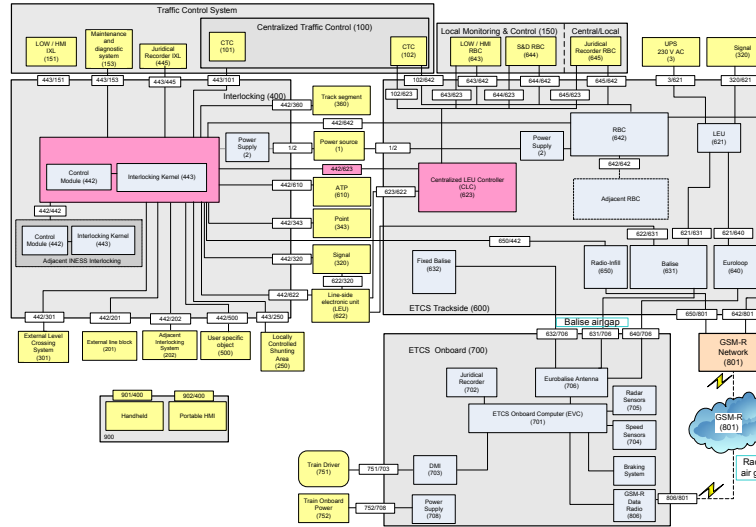 Traffic Control System
Centralized Traffic Control (100)
LOW / HMI
IXL
(151)
Maintenance
and
diagnostic
system
(153)
Juridical
Recorder IXL
(445)
CTC
(101)
CTC
(102)
Local Monitoring & Control (150)
Central/Local
LOW / HMI
RBC
(643)
S&D RBC
(644)
Juridical
Recorder RBC
(645)
UPS
230 V AC
(3)
Signal
(320)
443/151
443/153
443/445
443/101
102/642
643/642
644/642
645/642
3/621
320/621
102/623
643/623
644/623
645/623
Interlocking (400)
442/360
Track segment
(360)
442/642
Power
Supply
(2)
1/2
Power source
(1)
1/2
Power
Supply
(2)
RBC
(642)
LEU
(621)
642/642
Adjacent RBC
Control
Module (442)
Interlocking Kernel (443)
442/623
Centralized LEU Controller
(CLC)
(623)
442/610
ATP
(610)
623/622
442/442
Control
Module (442)
Interlocking Kernel
(443)
Adjacent INESS Interlocking
442/343
Point
(343)
442/320
Signal
(320)
622/320
442/622
Line-side
electronic unit
(LEU)
(622)
650/442
622/631
621/631
621/640
Fixed Balise
(632)
Radio-Infill
(650)
Balise
(631)
Euroloop
(640)
ETCS Trackside (600)
650/801
642/801
442/301
442/201
442/202
442/500
443/250
External Level
Crossing
System
(301)
External line block
(201)
Adjacent
Interlocking
System
(202)
User specific
object
(500)
Locally
Controlled
Shunting
Area
(250)
Balise air gap
632/706
631/706
640/706
GSM-R
Network
(801)
ETCS Onboard (700)
Juridical
Recorder
(702)
Eurobalise Antenna
(706)
Radar
Sensors
(705)
901/400
902/400
Handheld
Portable HMI
900
ETCS Onboard Computer (EVC)
(701)
Speed
Sensors
(704)
GSM-R
(801)
Train Driver
(751)
751/703
DMI
(703)
Braking
System
Train Onboard
Power
(752)
752/708
Power
Supply
(708)
GSM-R
Data
Radio
(806)
806/801
air